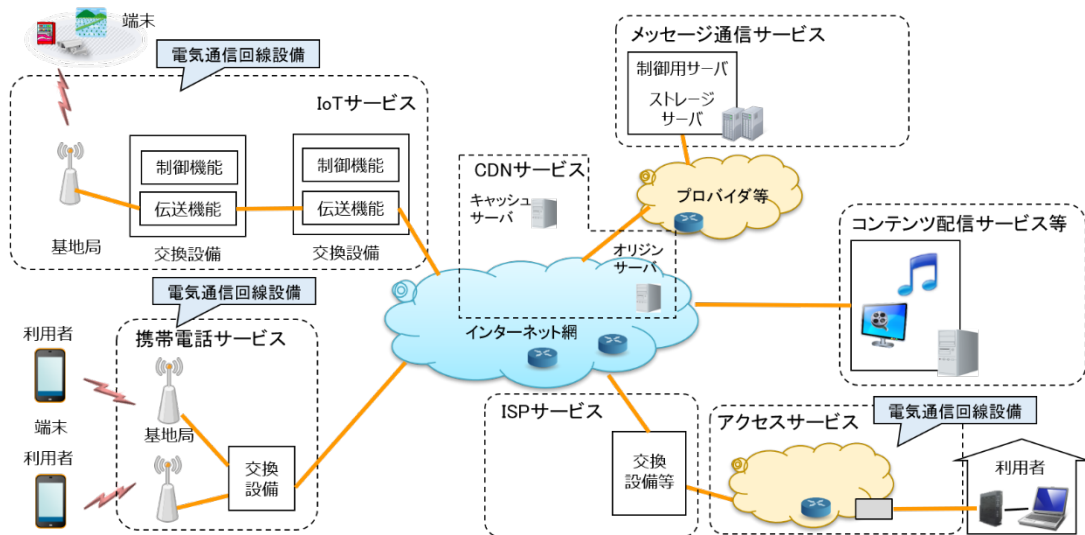 端末
電気通信回線設備
IoTサービス
制御機能
伝送機能
制御機能
伝送機能
基地局
交換設備
交換設備
メッセージ通信サービス
制御用サーバ
ストレージ
サーバ
CDNサービス
キャッシュ
サーバ
プロバイダ等
オリジン
サーバ
コンテンツ配信サービス等
インターネット網
電気通信回線設備
携帯電話サービス
利用者
端末
利用者
基地局
交換
設備
ISPサービス
交換
設備等
アクセスサービス
電気通信回線設備
利用者